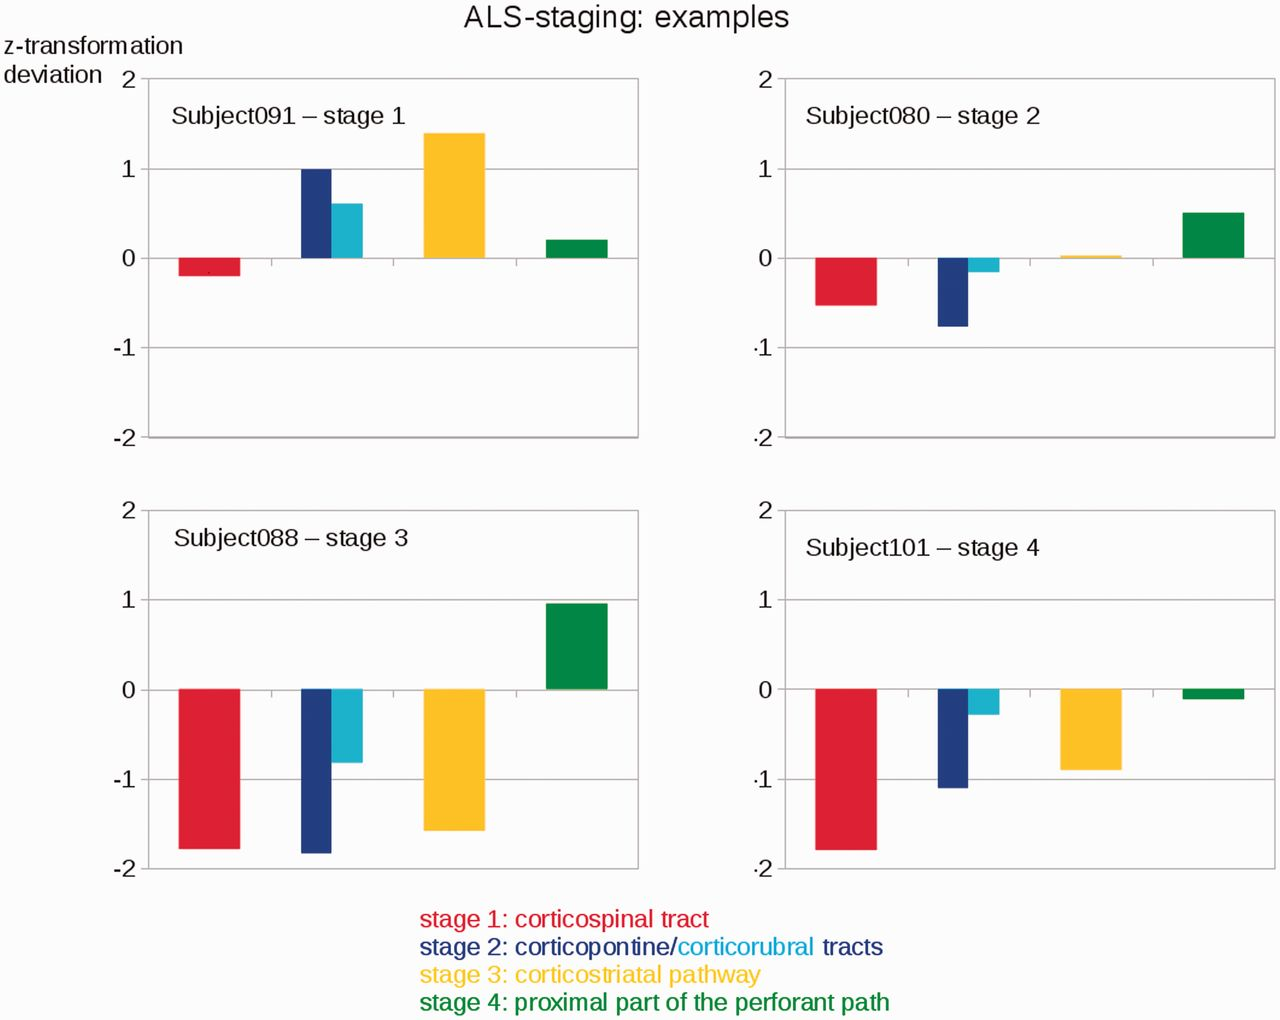 ALS-staging: examples
z-transformation
deviation
2
Subject091 – stage 1
1
0
-1
-2
2
Subject080 – stage 2
1
0
-1
-2
2
Subject088 – stage 3
1
0
-1
-2
2
Subject101 – stage 4
1
0
-1
-2
stage 1: corticospinal tract
stage 2: corticopontine/corticorubral tracts
stage 3: corticostriatal pathway
stage 4: proximal part of the perforant path